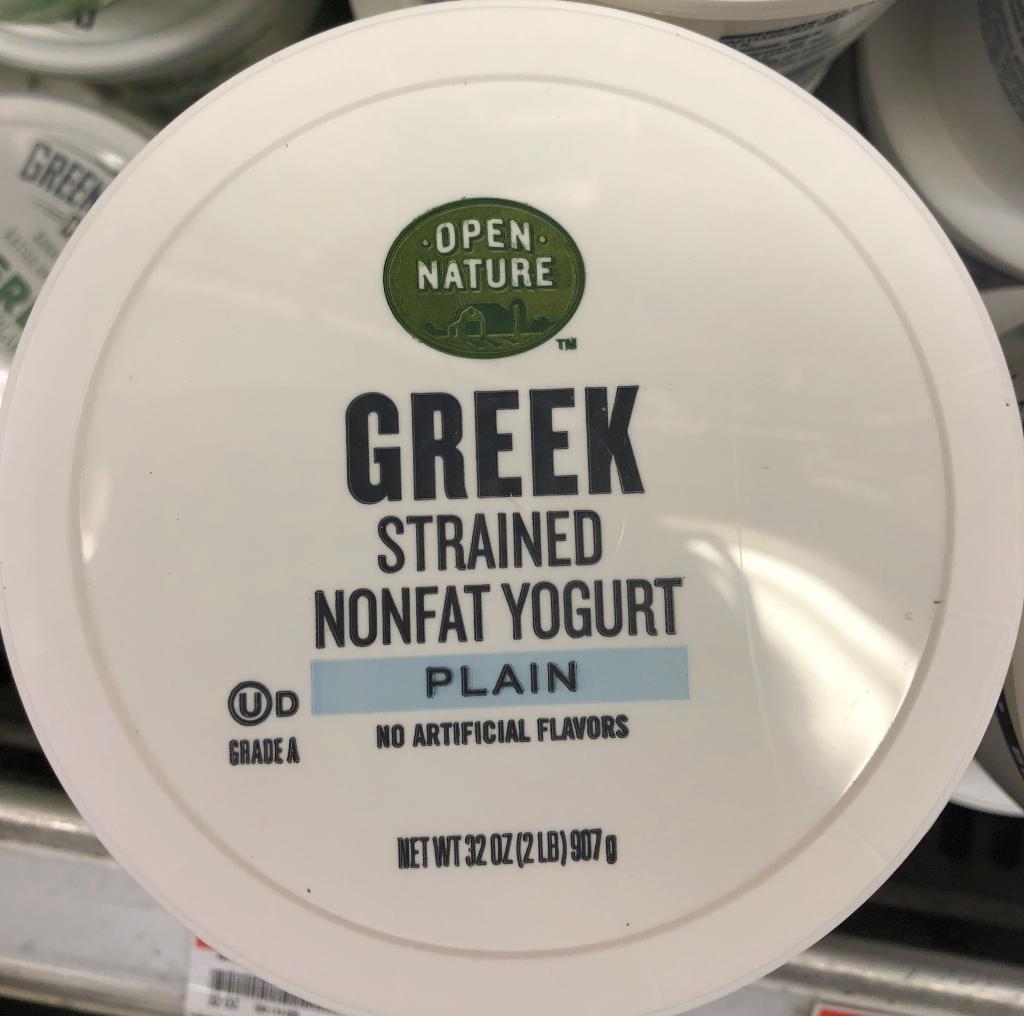 OPEN
NATURE
TM
GREEK
STRAINED
NONFAT YOGURT
PLAIN
U D
GRADE A
NO ARTIFICIAL FLAVORS
NET WT 32 OZ (2 LB) 907 g
GREEN